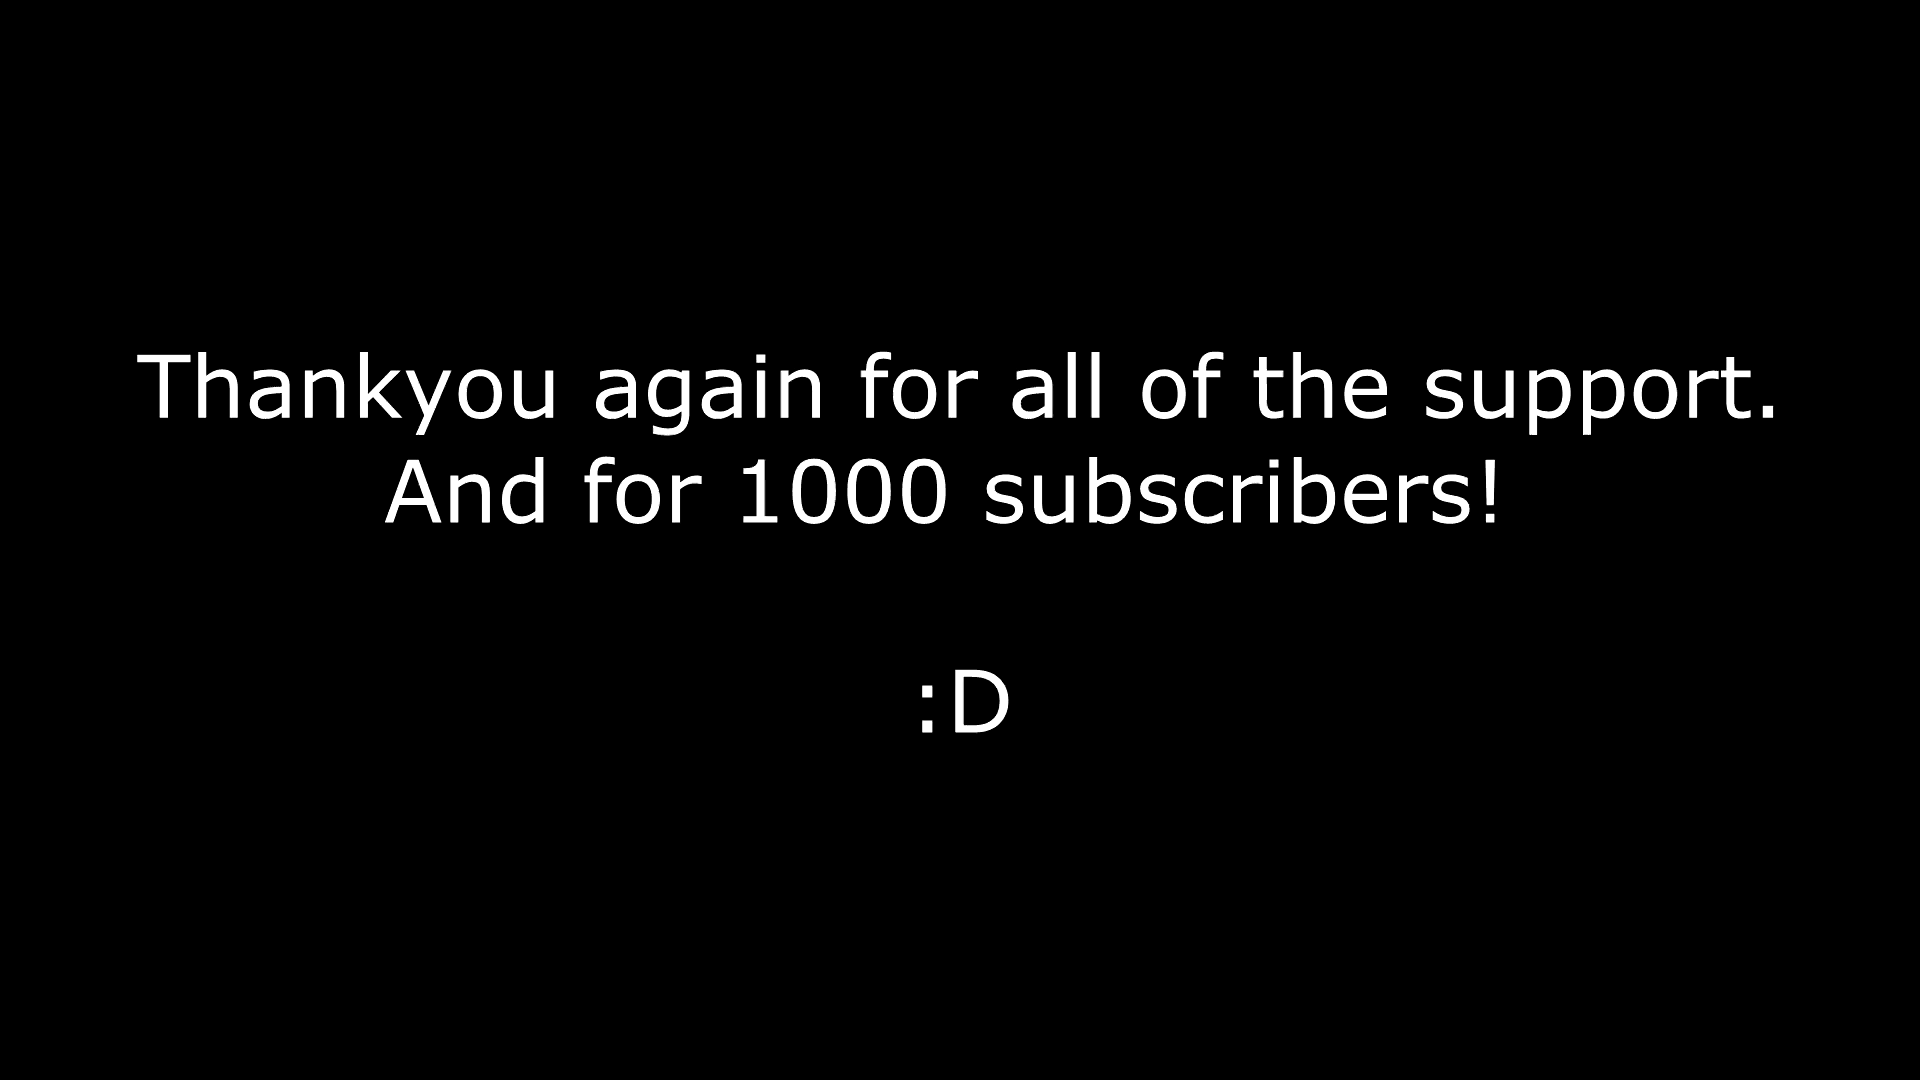 Thankyou again for all of the support.
And for 1000 subscribers!
:D